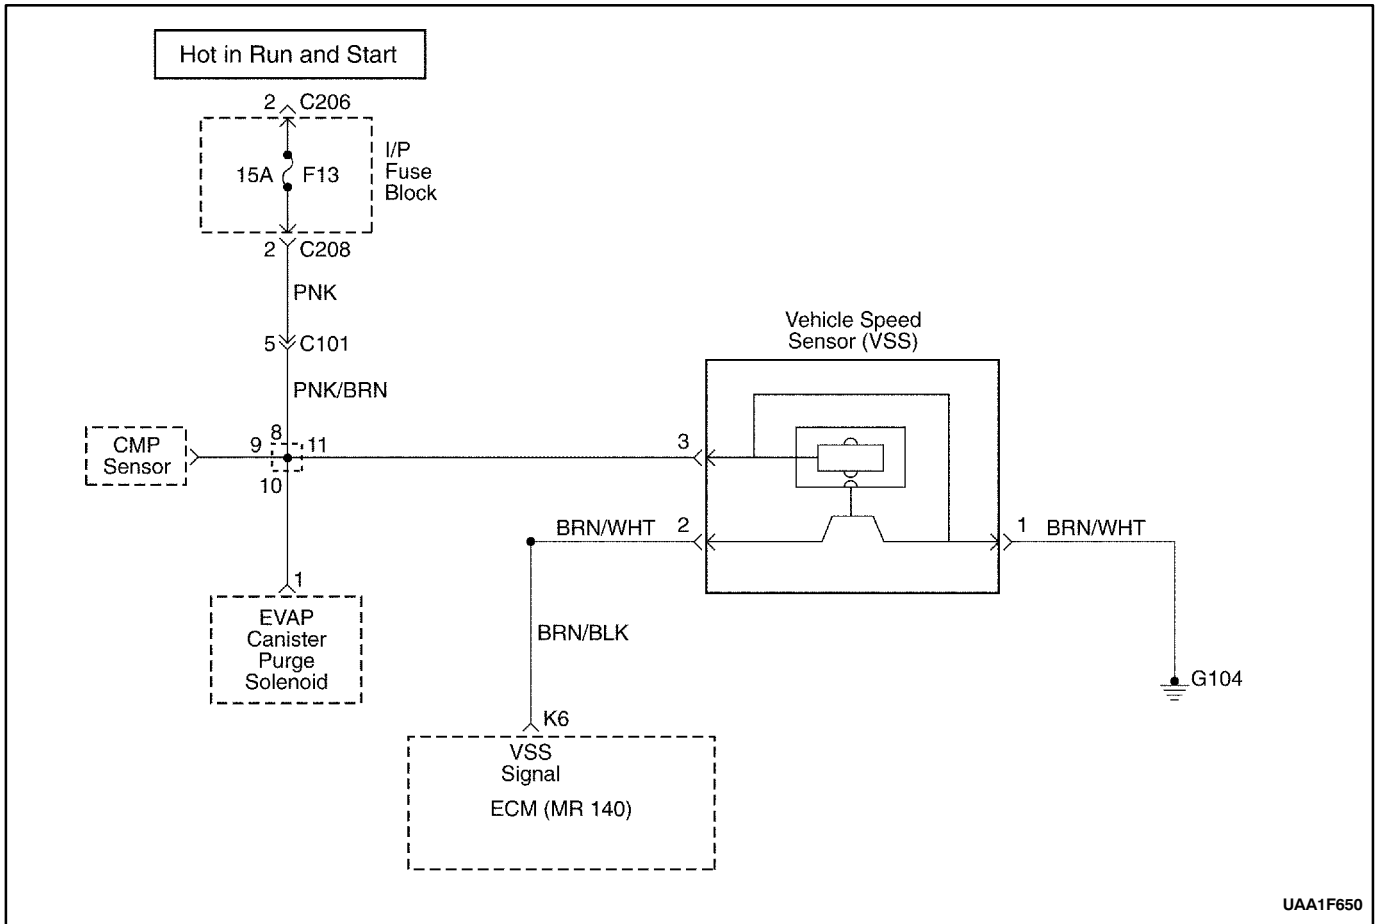 Hot in Run and Start
2 C206
15A F13
I/P
Fuse
Block
2 C208
PNK
5 C101
PNK/BRN
Vehicle Speed
Sensor (VSS)
CMP
Sensor
9
8
11
10
3
BRN/WHT 2
1 BRN/WHT
1
EVAP
Canister
Purge
Solenoid
BRN/BLK
G104
K6
VSS
Signal
ECM (MR 140)
UAA1F650